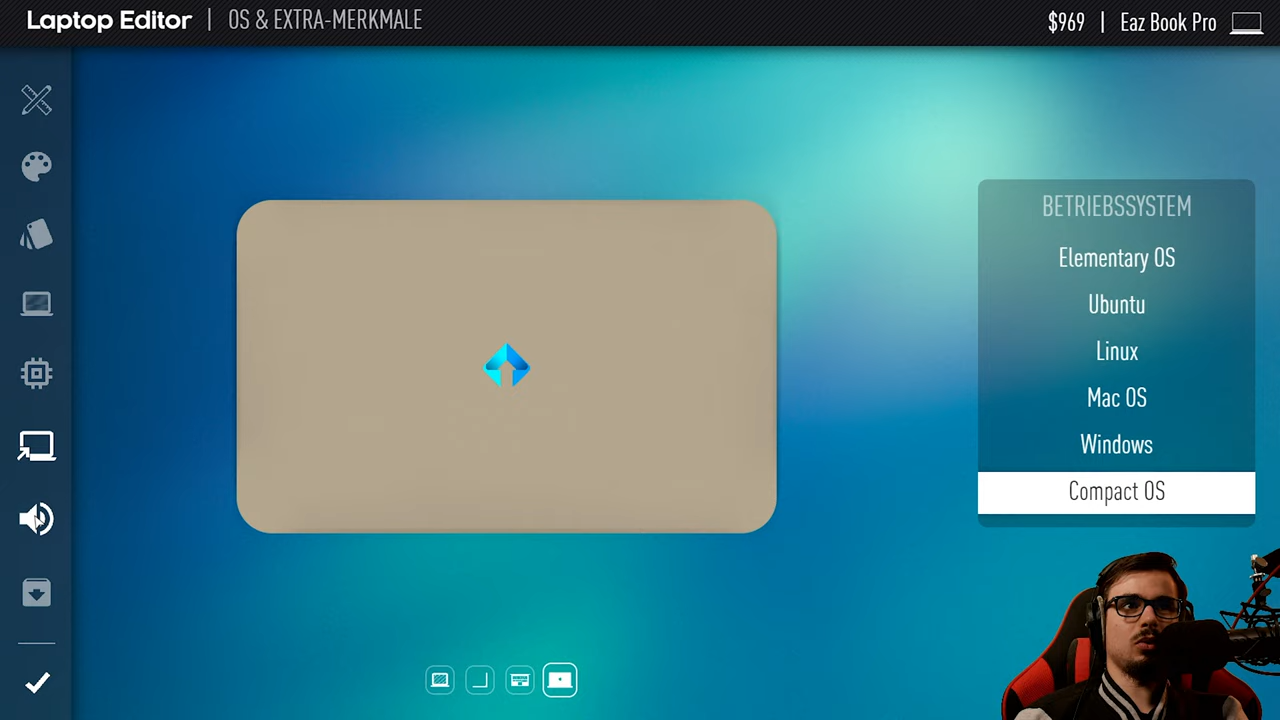 Laptop Editor | OS & EXTRA-MERKMALE
$969 | Eaz Book Pro
BETRIEBSSYSTEM
Elementary OS
Ubuntu
Linux
Mac OS
Windows
Compact OS